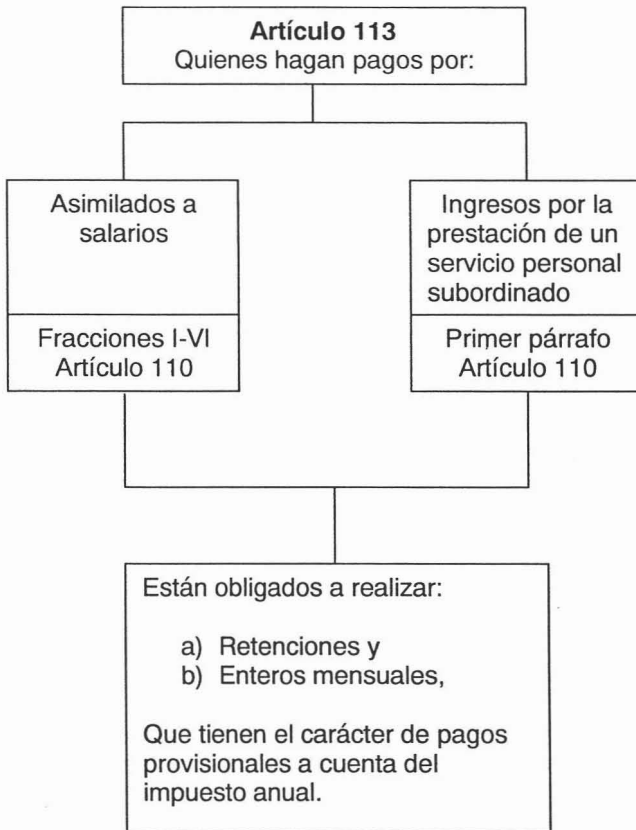 Artículo 113
Quienes hagan pagos por:
Asimilados a
salarios
Fracciones I-VI
Artículo 110
Ingresos por la
prestación de un
servicio personal
subordinado
Primer párrafo
Artículo 110
Están obligados a realizar:
a) Retenciones y
b) Enteros mensuales,
Que tienen el carácter de pagos
provisionales a cuenta del
impuesto anual.